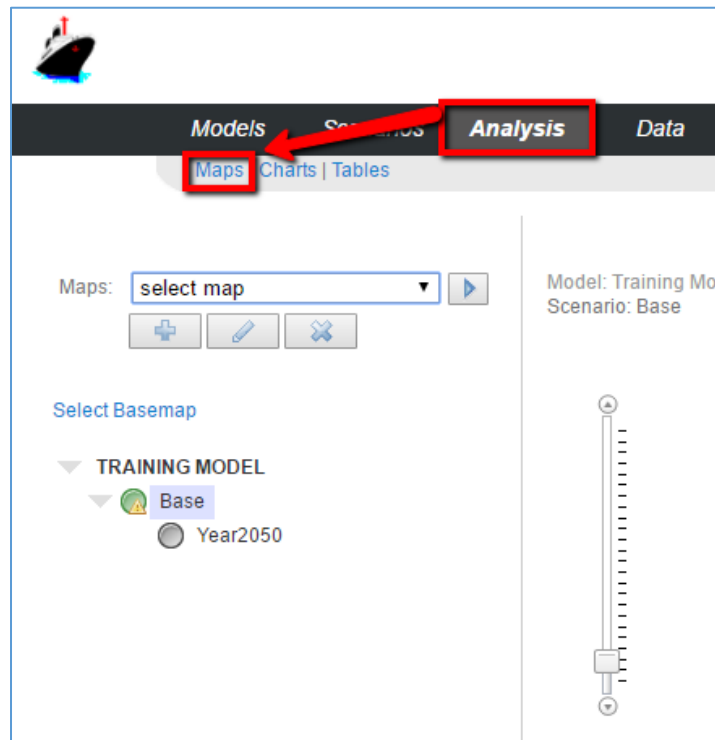 Models Analysis Data
Maps Charts | Tables
Maps: select map
Model: Training Mo
Scenario: Base
Select Basemap
TRAINING MODEL
Base
Year2050